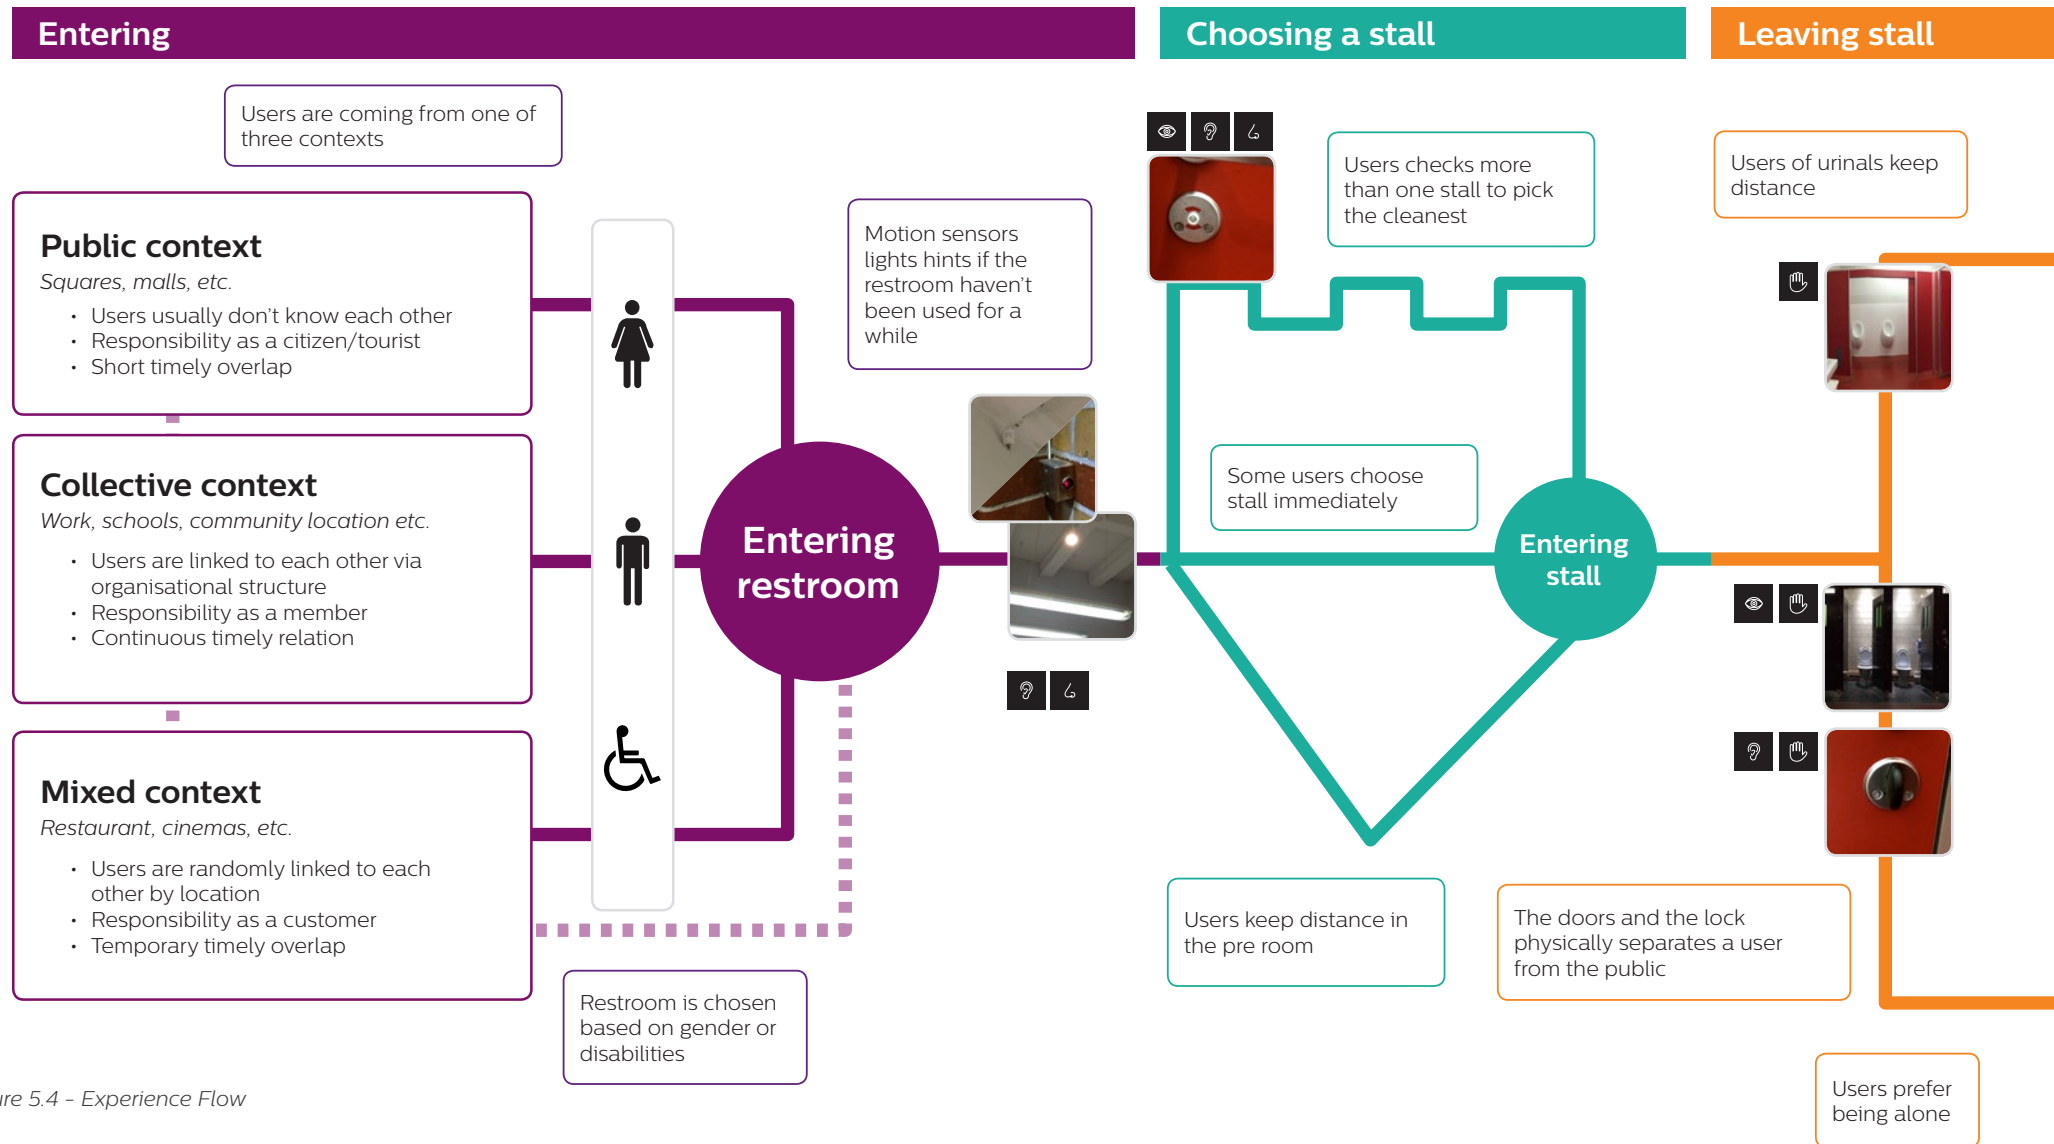 Entering
Choosing a stall
Leaving stall
Users are coming from one of
three contexts
Public context
Squares, malls, etc.
• Users usually don't know each other
• Responsibility as a citizen/tourist
• Short timely overlap
Collective context
Work, schools, community location etc.
• Users are linked to each other via
organisational structure
• Responsibility as a member
• Continuous timely relation
Mixed context
Restaurant, cinemas, etc.
• Users are randomly linked to each
other by location
• Responsibility as a customer
• Temporary timely overlap
Restroom is chosen
based on gender or
disabilities
Entering
restroom
Motion sensors
lights hints if the
restroom haven't
been used for a
while
Users checks more
than one stall to pick
the cleanest
Some users choose
stall immediately
Entering
stall
Users keep distance in
the pre room
Users of urinals keep
distance
The doors and the lock
physically separates a user
from the public
Users prefer
being alone
5.4 - Experience Flow